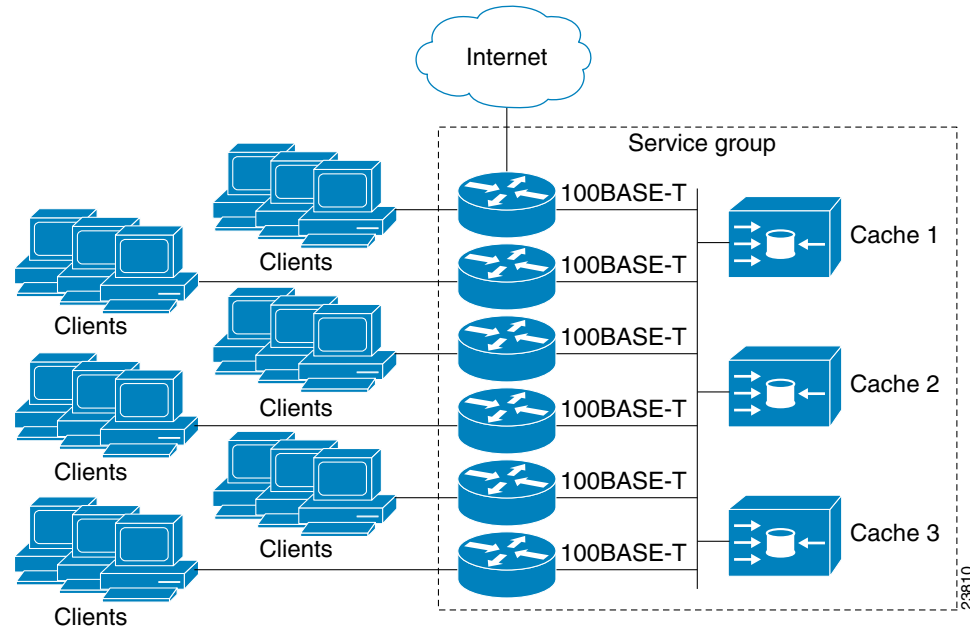 Internet
Service group
100BASE-T
Cache 1
Clients
100BASE-T
Clients
100BASE-T
Clients
Cache 2
100BASE-T
Clients
100BASE-T
Clients
Cache 3
100BASE-T
Clients
23810